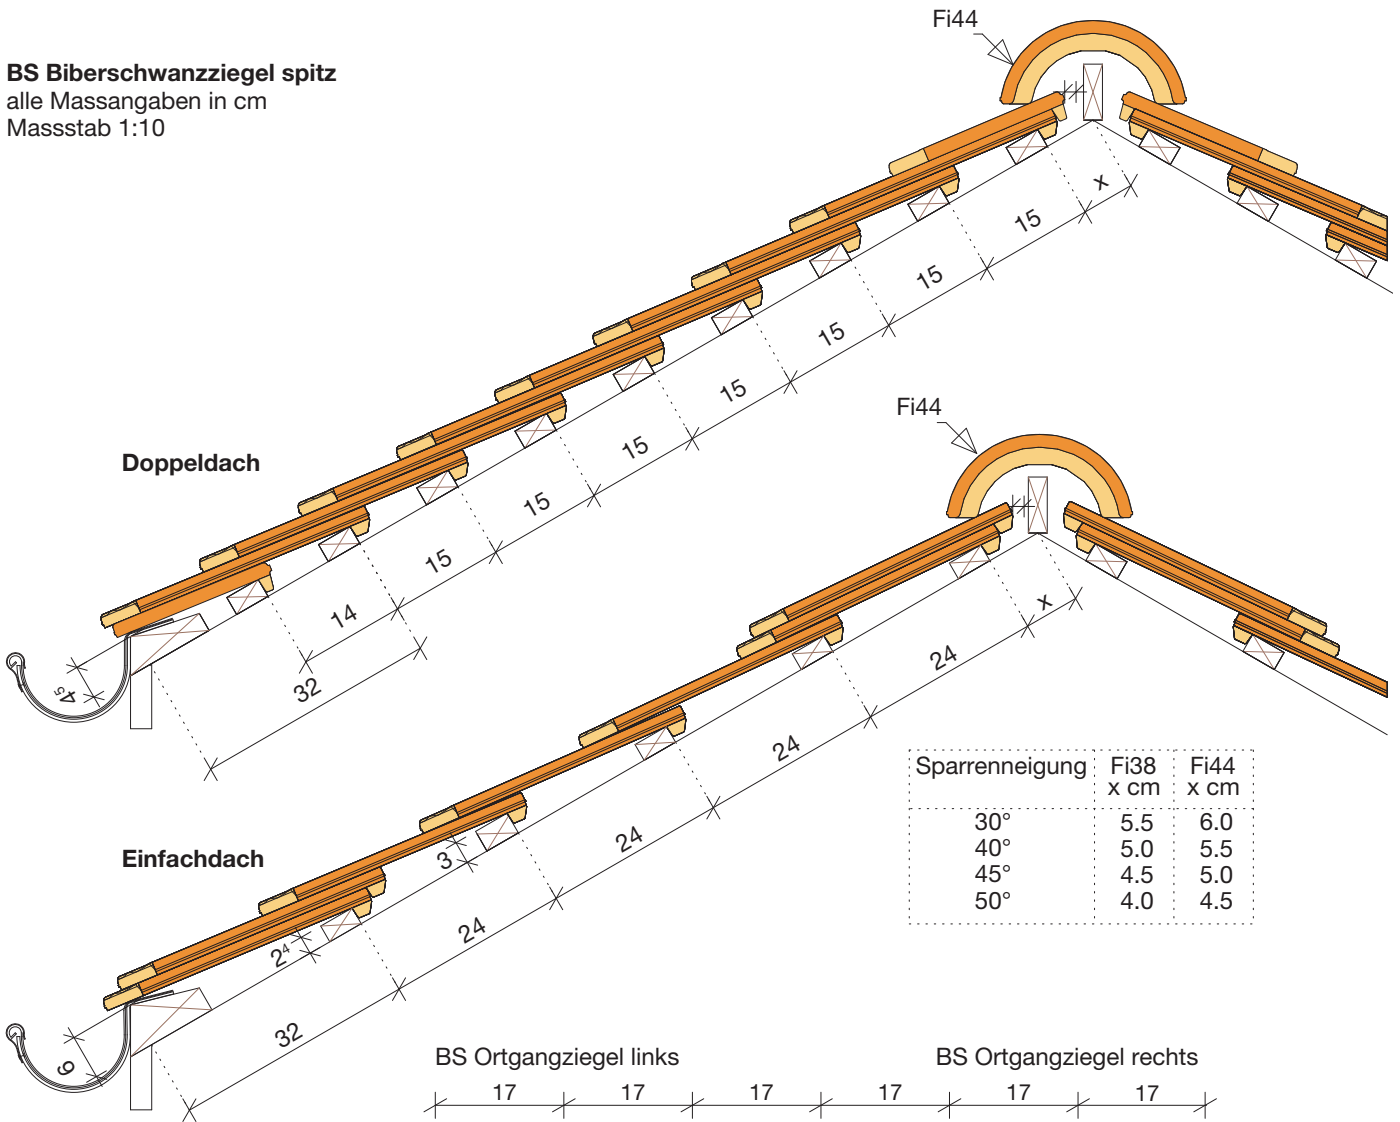 BS Biberschwanzziegel spitz
alle Massangaben in cm
Massstab 1:10
Fi44
x
15
15
15
15
15
15
15
14
32
4⁵
Doppeldach
Fi44
x
24
24
24
24
3
2⁴
32
9
Einfachdach
Sparrenneigung Fi38 Fi44
x cm x cm
30° 5.5 6.0
40° 5.0 5.5
45° 4.5 5.0
50° 4.0 4.5
BS Ortgangziegel links BS Ortgangziegel rechts
17 17 17 17 17 17